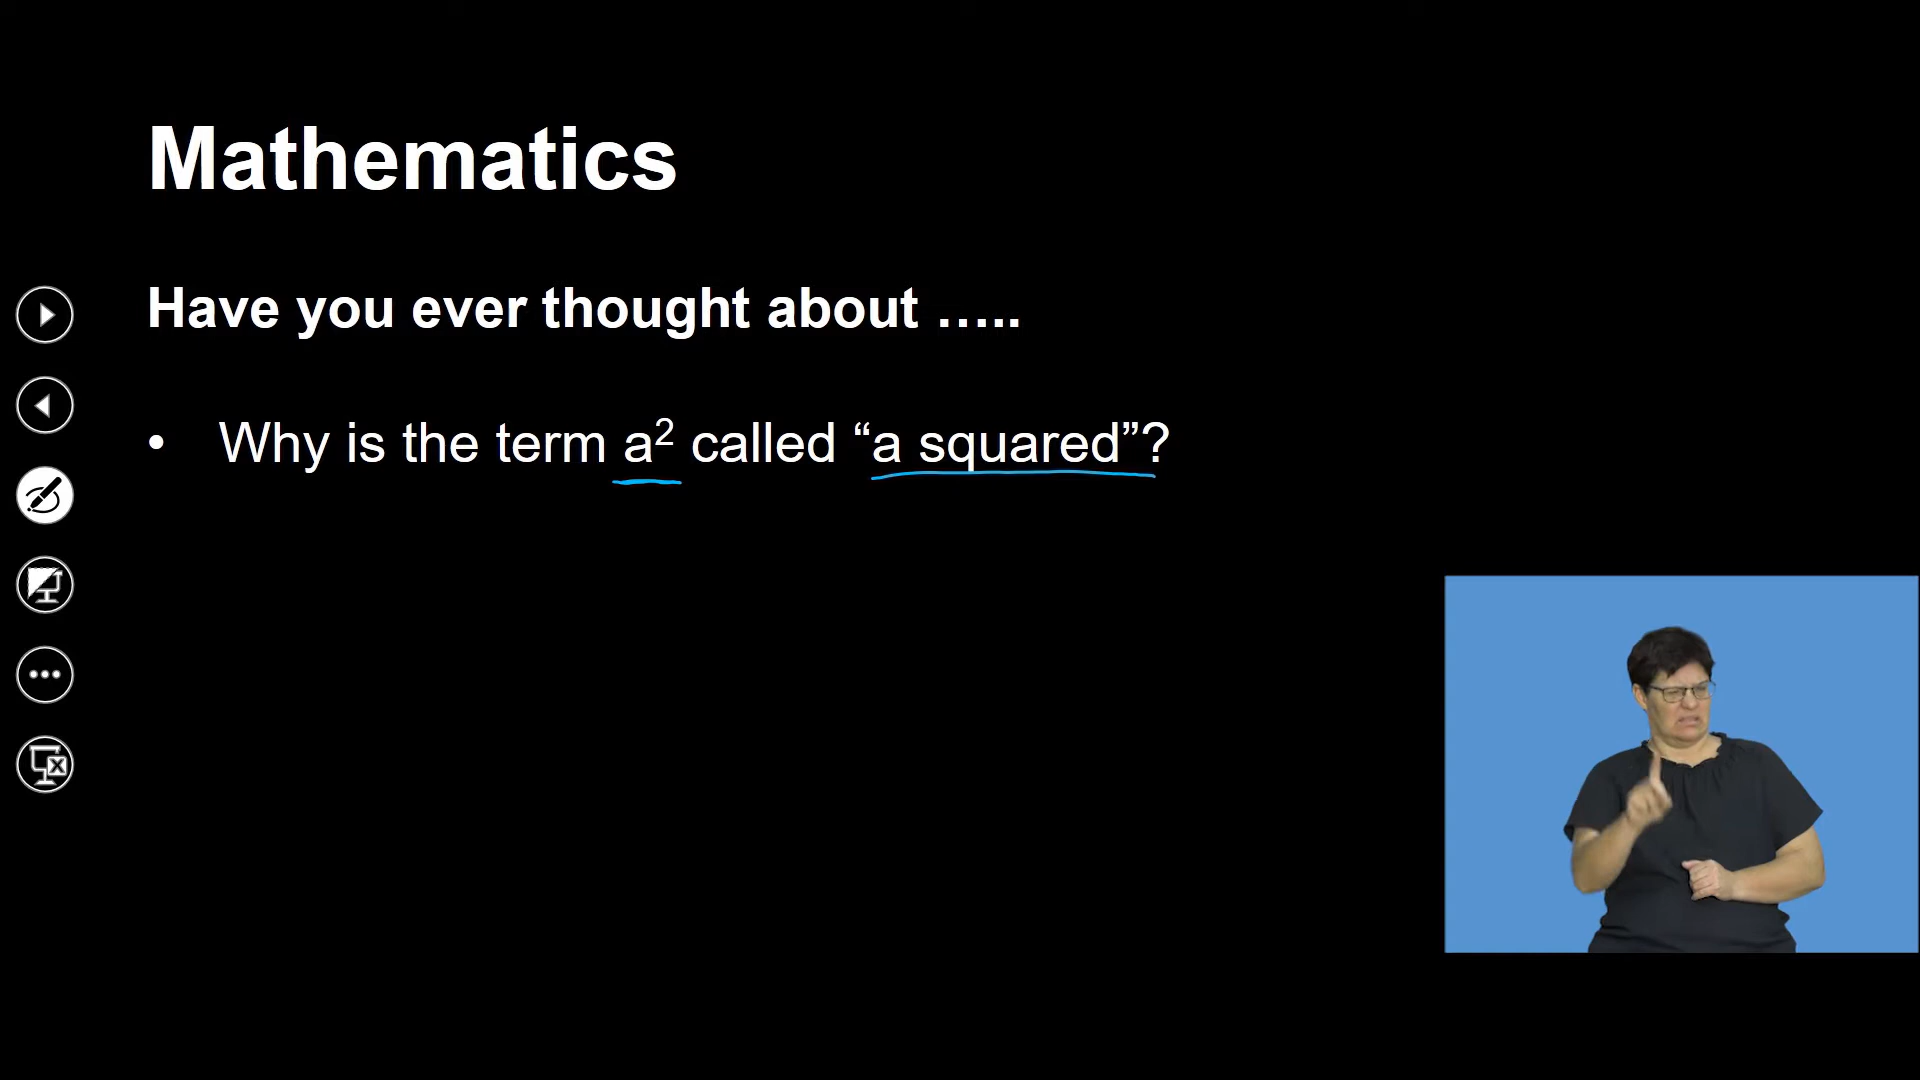 Mathematics
Have you ever thought about …..
• Why is the term a² called “a squared”?